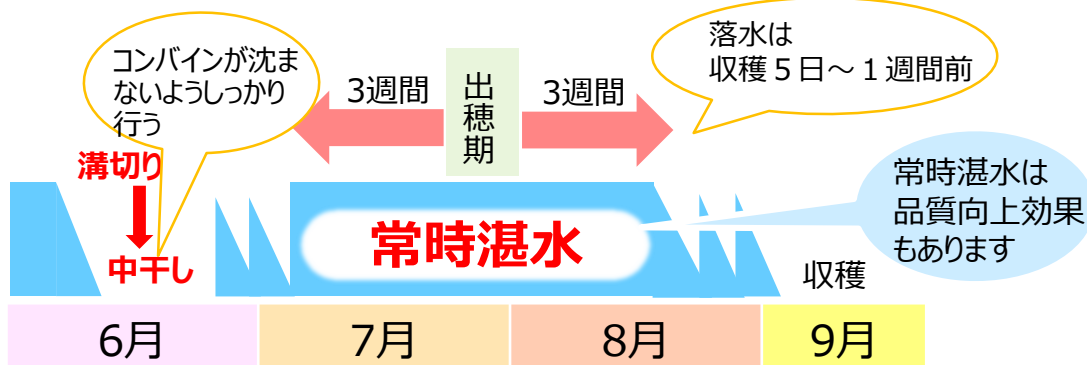 コンバインが沈ま
ないようしっかり
行う
溝切り
中干し
3週間
出穂期
3週間
落水は
収穫５日～１週間前
常時湛水
常時湛水は
品質向上効果
もあります
収穫
6月
7月
8月
9月